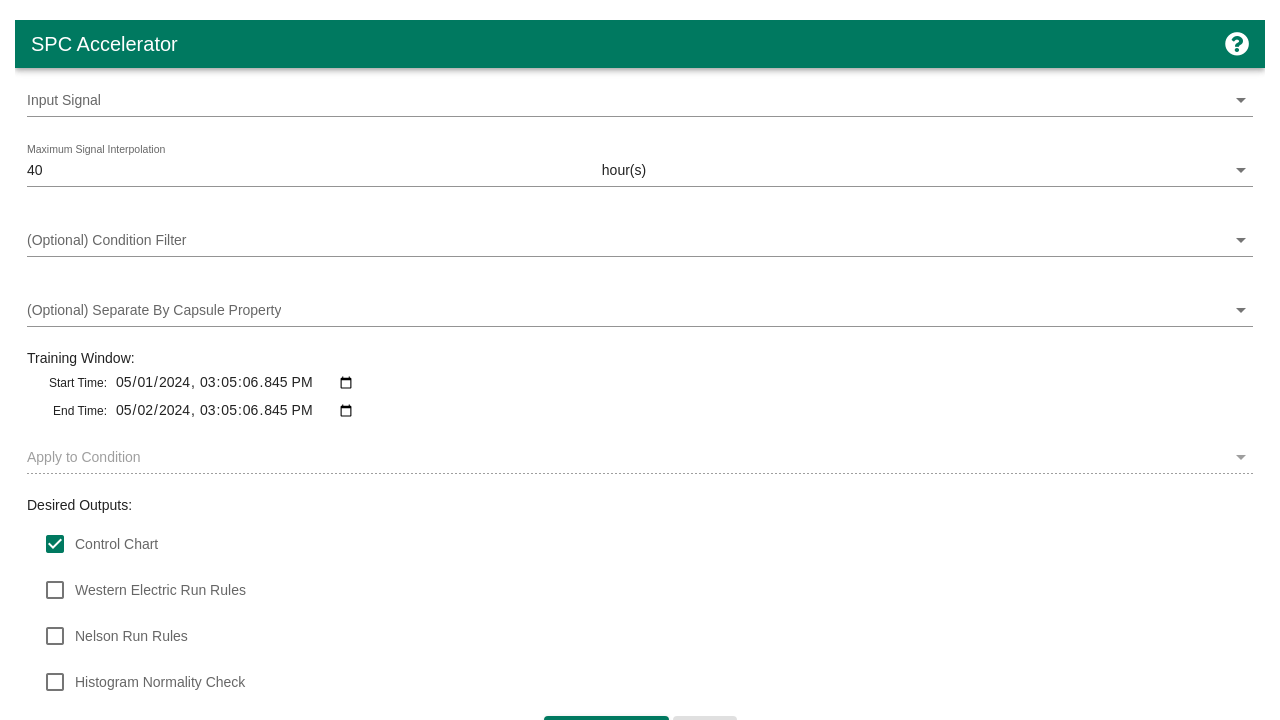 SPC Accelerator
Input Signal
Maximum Signal Interpolation
40 hour(s)
(Optional) Condition Filter
(Optional) Separate By Capsule Property
Training Window:
Start Time: 05/01/2024, 03:05:06.845 PM
End Time: 05/02/2024, 03:05:06.845 PM
Apply to Condition
Desired Outputs:
Control Chart
Western Electric Run Rules
Nelson Run Rules
Histogram Normality Check